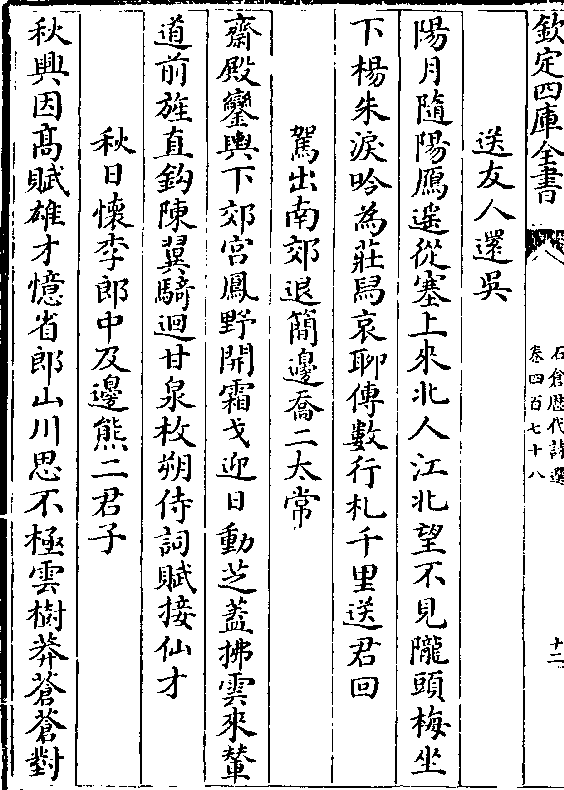 欽定四庫全書
石倉歴代詩選
卷四百七十八
十二
送友人還吳
陽月隨陽鴈遥從塞上來北人江北望不見隴頭梅坐
下楊朱淚吟為莊舄哀聊傳數行札千里送君回
駕出南郊退簡邊喬二太常
齋殿鑾輿下郊宫鳳野開霜戈迎日動芝蓋拂雲來輦
道前旌直鈎陳翼騎迴甘泉枚朔侍詞賦接仙才
秋日懷李郎中及邊熊二君子
秋興因髙賦雄才憶省郎山川思不極雲樹莽蒼蒼對